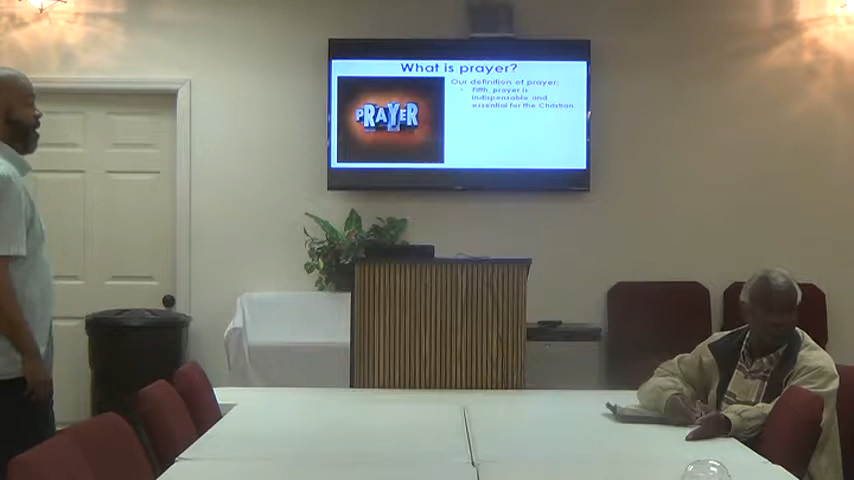 What is prayer?
Our definition of prayer:
Fifth, prayer is
indispensable and
essential for the Christian.
PRAYER